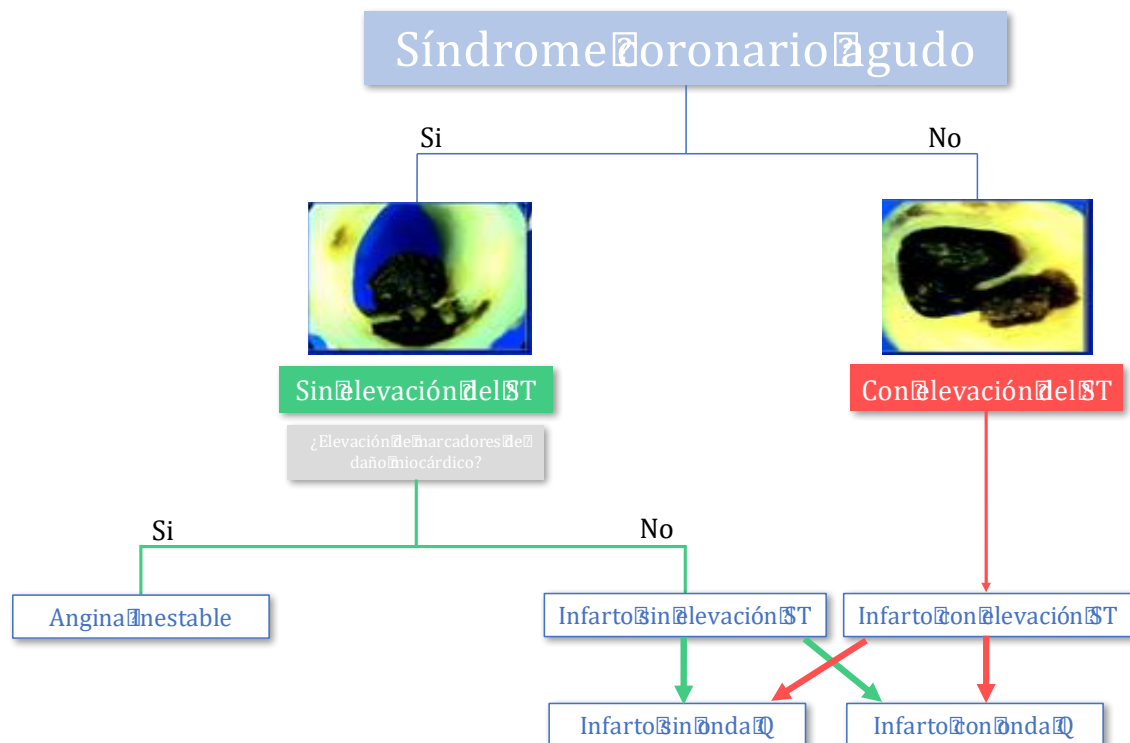 Síndrome coronario agudo
Si
No
Sin elevación del ST
Con elevación del ST
¿Elevación de marcadores de
daño miocárdico?
Si
No
Angina inestable
Infarto sin elevación ST
Infarto con elevación ST
Infarto sin onda Q
Infarto con onda Q